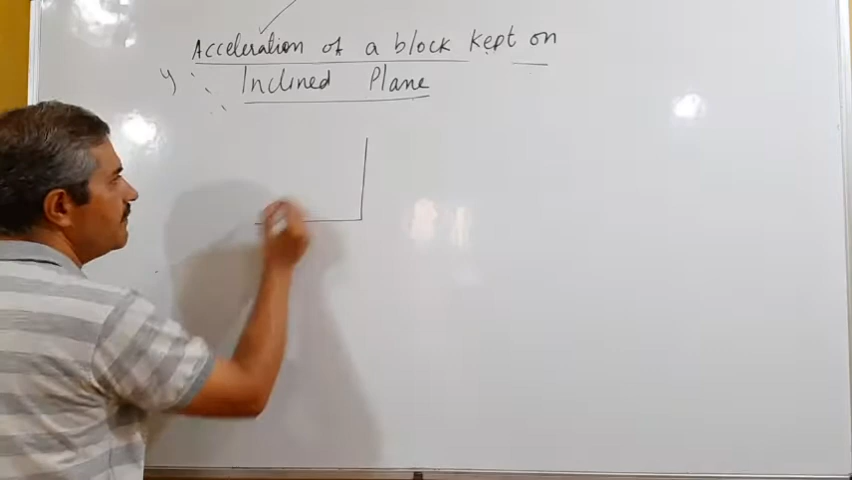 Acceleration of a block kept on
Inclined Plane